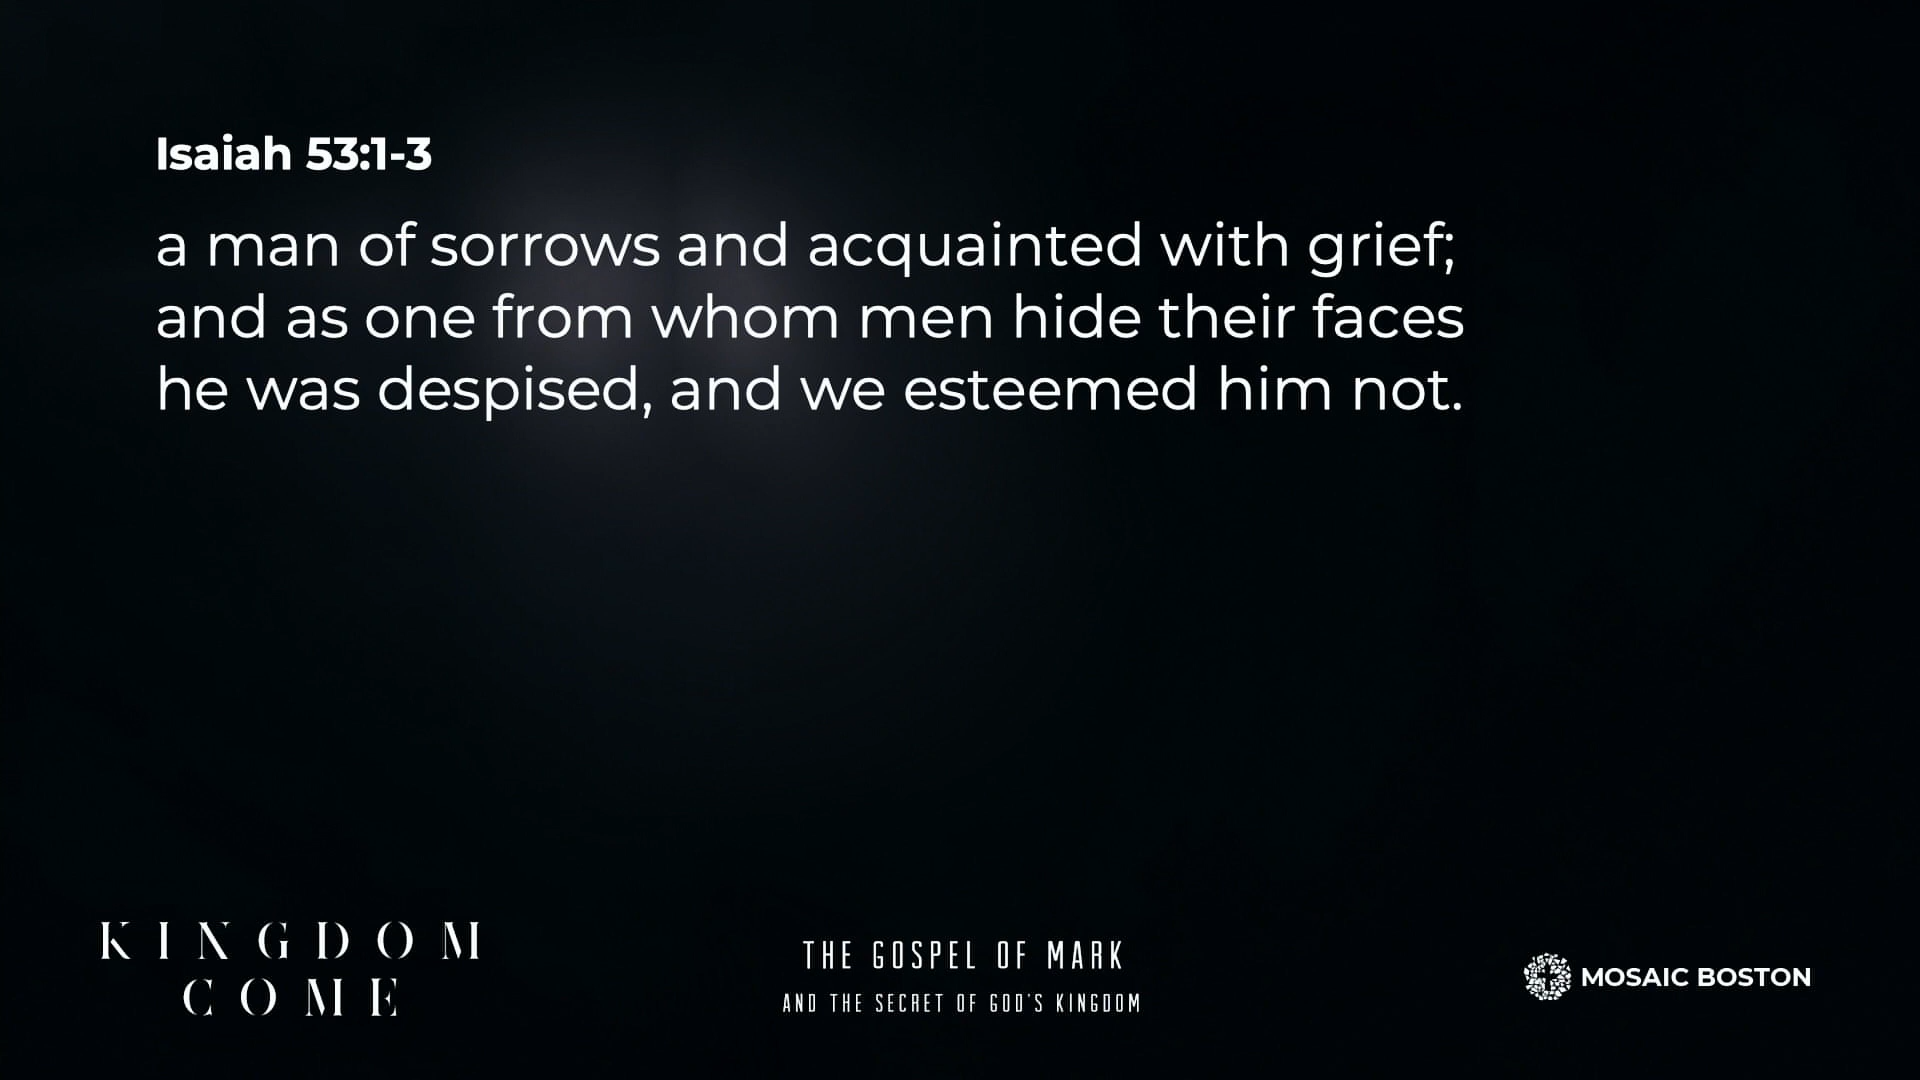 Isaiah 53:1-3
a man of sorrows and acquainted with grief;
and as one from whom men hide their faces
he was despised, and we esteemed him not.
KINGDOM
COME
THE GOSPEL OF MARK
AND THE SECRET OF GOD'S KINGDOM
MOSAIC BOSTON